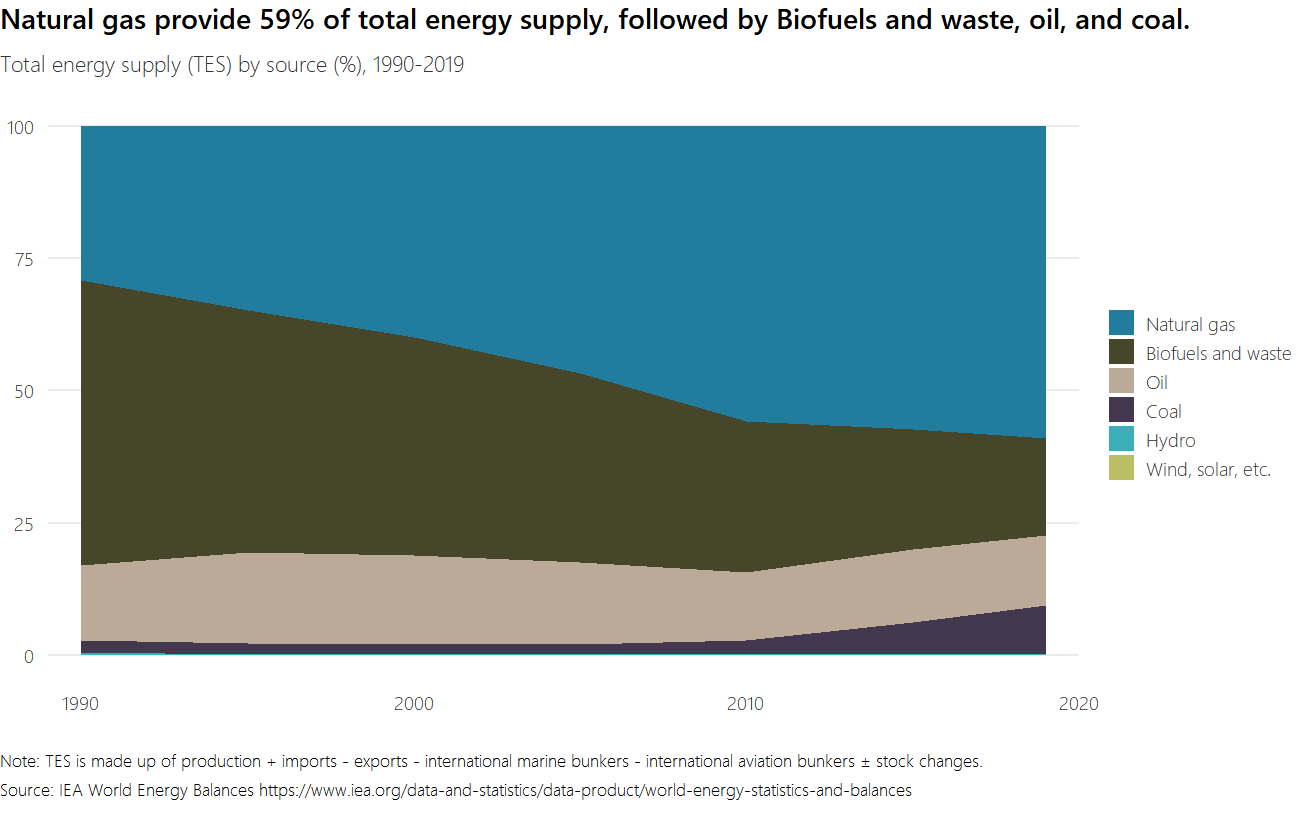 Natural gas provide 59% of total energy supply, followed by Biofuels and waste, oil, and coal.
Total energy supply (TES) by source (%), 1990-2019
100
75
50
25
0
1990
2000
2010
2020
Natural gas
Biofuels and waste
Oil
Coal
Hydro
Wind, solar, etc.
Note: TES is made up of production + imports - exports - international marine bunkers - international aviation bunkers ± stock changes.
Source: IEA World Energy Balances https://www.iea.org/data-and-statistics/data-product/world-energy-statistics-and-balances